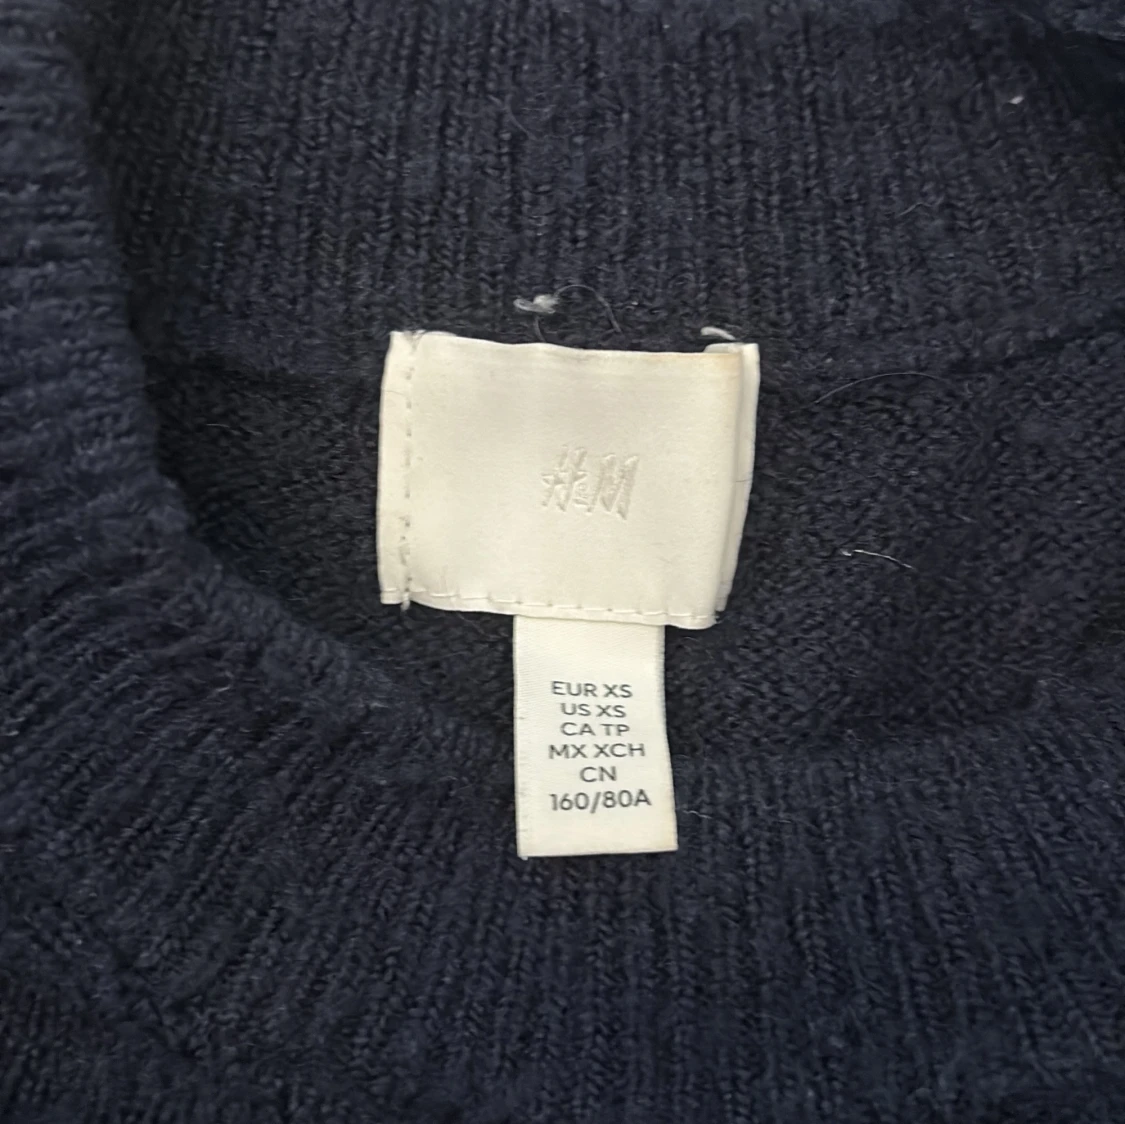 H&M
EUR XS
US XS
CA TP
MX XCH
CN
160/80A